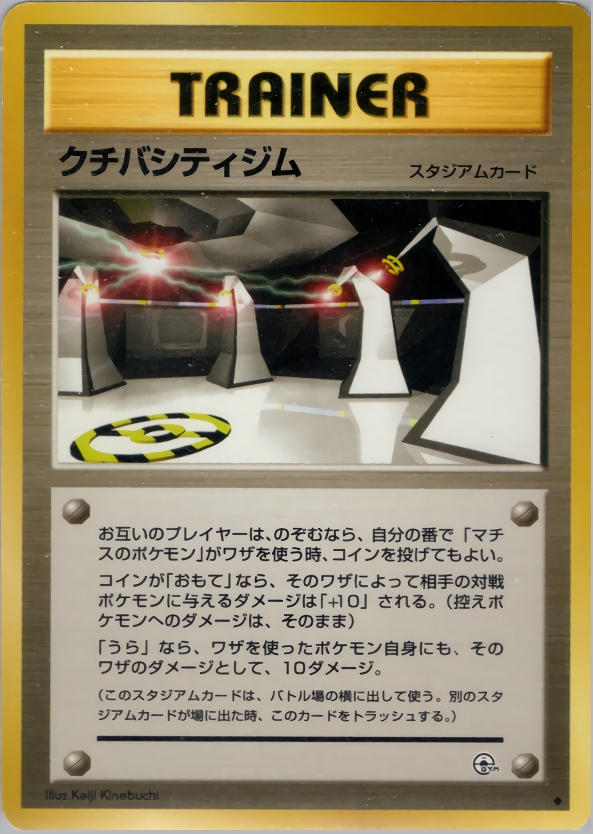 TRAINER
クチバシティジム
スタジアムカード
お互いのプレイヤーは、のぞむなら、自分の番で「マチ
スのポケモン」がワザを使う時、コインを投げてもよい。
コインが「おもて」なら、そのワザによって相手の対戦
ポケモンに与えるダメージは「+10」される。（控えポ
ケモンへのダメージは、そのまま）
「うら」なら、ワザを使ったポケモン自身にも、その
ワザのダメージとして、10ダメージ。
（このスタジアムカードは、バトル場の横に出して使う。別のスタ
ジアムカードが場に出た時、このカードをトラッシュする。）
GYM
Illus. Keiji Kinebuchi